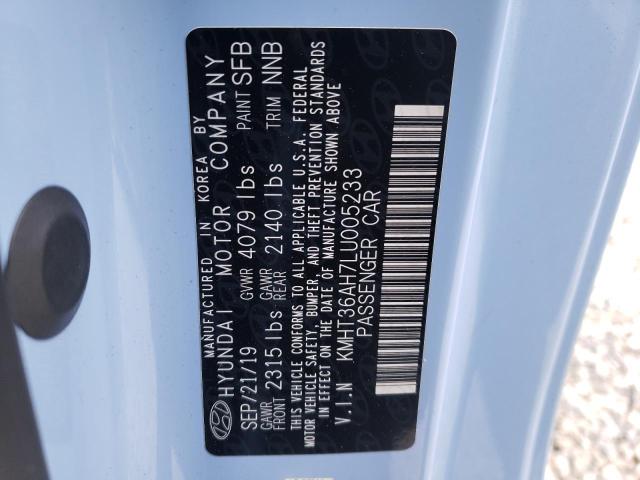 MANUFACTURED IN KOREA BY
HYUNDAI MOTOR COMPANY
SEP/21/19 GVWR 4079 lbs PAINT SFB
GAWR FRONT 2315 lbs GAWR REAR 2140 lbs TRIM NNB
THIS VEHICLE CONFORMS TO ALL APPLICABLE U.S.A. FEDERAL
MOTOR VEHICLE SAFETY, BUMPER, AND THEFT PREVENTION STANDARDS
IN EFFECT ON THE DATE OF MANUFACTURE SHOWN ABOVE
V.I.N KMHT36AH7LU005233
PASSENGER CAR